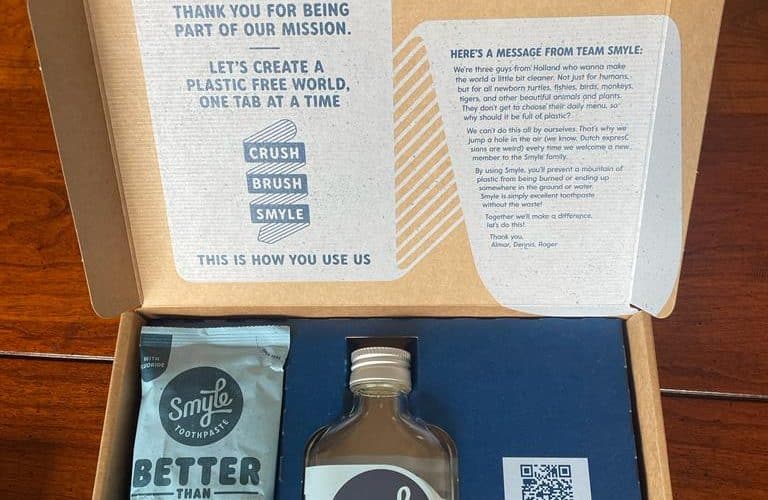 THANK YOU FOR BEING
PART OF OUR MISSION.
LET'S CREATE A
PLASTIC FREE WORLD,
ONE TAB AT A TIME
CRUSH
BRUSH
SMYLE
THIS IS HOW YOU USE US
HERE'S A MESSAGE FROM TEAM SMYLE:
We're three guys from Holland who wanna make
the world a little bit cleaner. Not just for humans,
but for all newborn turtles, fishies, birds, monkeys,
tigers, and other beautiful animals and plants.
They don't get to choose their daily menu, so
why should it be full of plastic?
We can't do this all by ourselves. That's why we
jump a hole in the air (we know, Dutch expres
sions are weird) every time we welcome a new
member to the Smyle family.
By using Smyle, you'll prevent a mountain of
plastic from being burned or ending up
somewhere in the ground or water.
Smyle is simply excellent toothpaste
without the waste!
Together we'll make a difference,
let's do this!
Thank you,
Almar, Dennis, Roger
WITH
FLUORIDE
Smyle
TOOTHPASTE
BETTER
THAN
Smyle